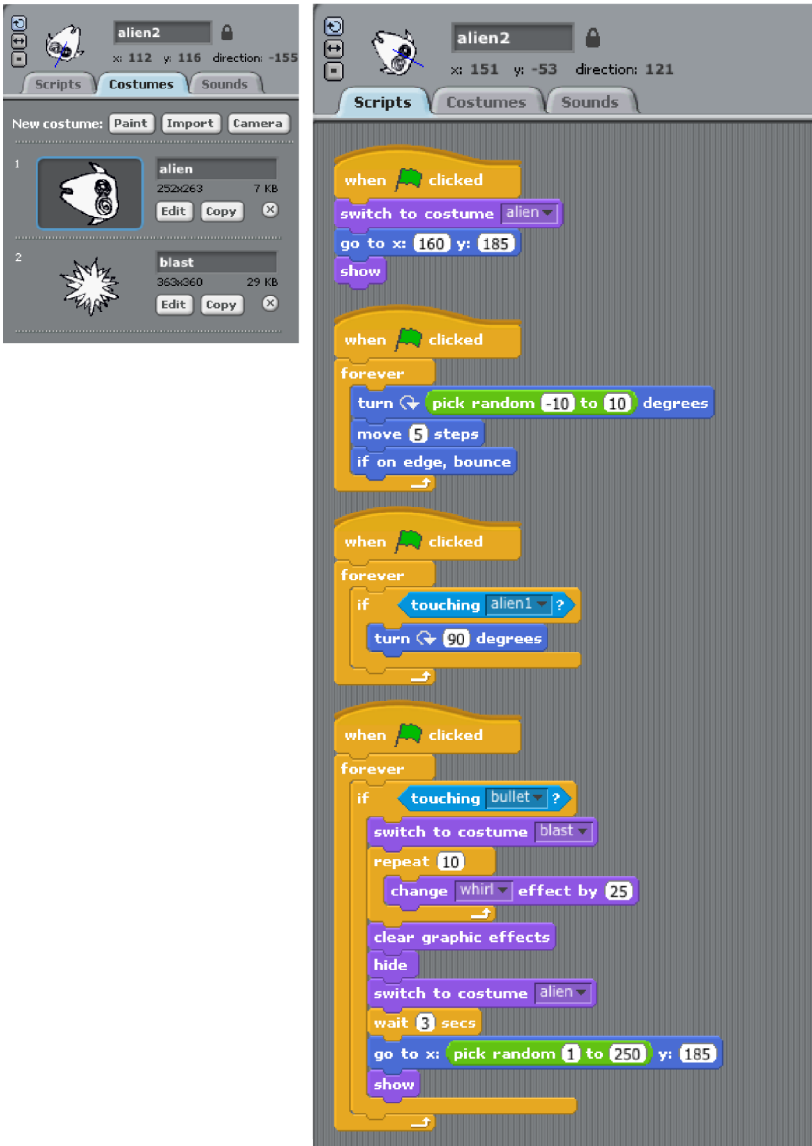 alien2
x: 112 y: 116 direction: -155
Scripts Costumes Sounds
New costume: Paint Import Camera
1
alien
252x263 7 KB
Edit Copy
2
blast
363x360 29 KB
Edit Copy
alien2
x: 151 y: -53 direction: 121
Scripts Costumes Sounds
when clicked
switch to costume alien
go to x: 160 y: 185
show
when clicked
forever
turn pick random -10 to 10 degrees
move 5 steps
if on edge, bounce
when clicked
forever
if touching alien1 ?
turn 90 degrees
when clicked
forever
if touching bullet ?
switch to costume blast
repeat 10
change whirl effect by 25
clear graphic effects
hide
switch to costume alien
wait 3 secs
go to x: pick random 1 to 250 y: 185
show